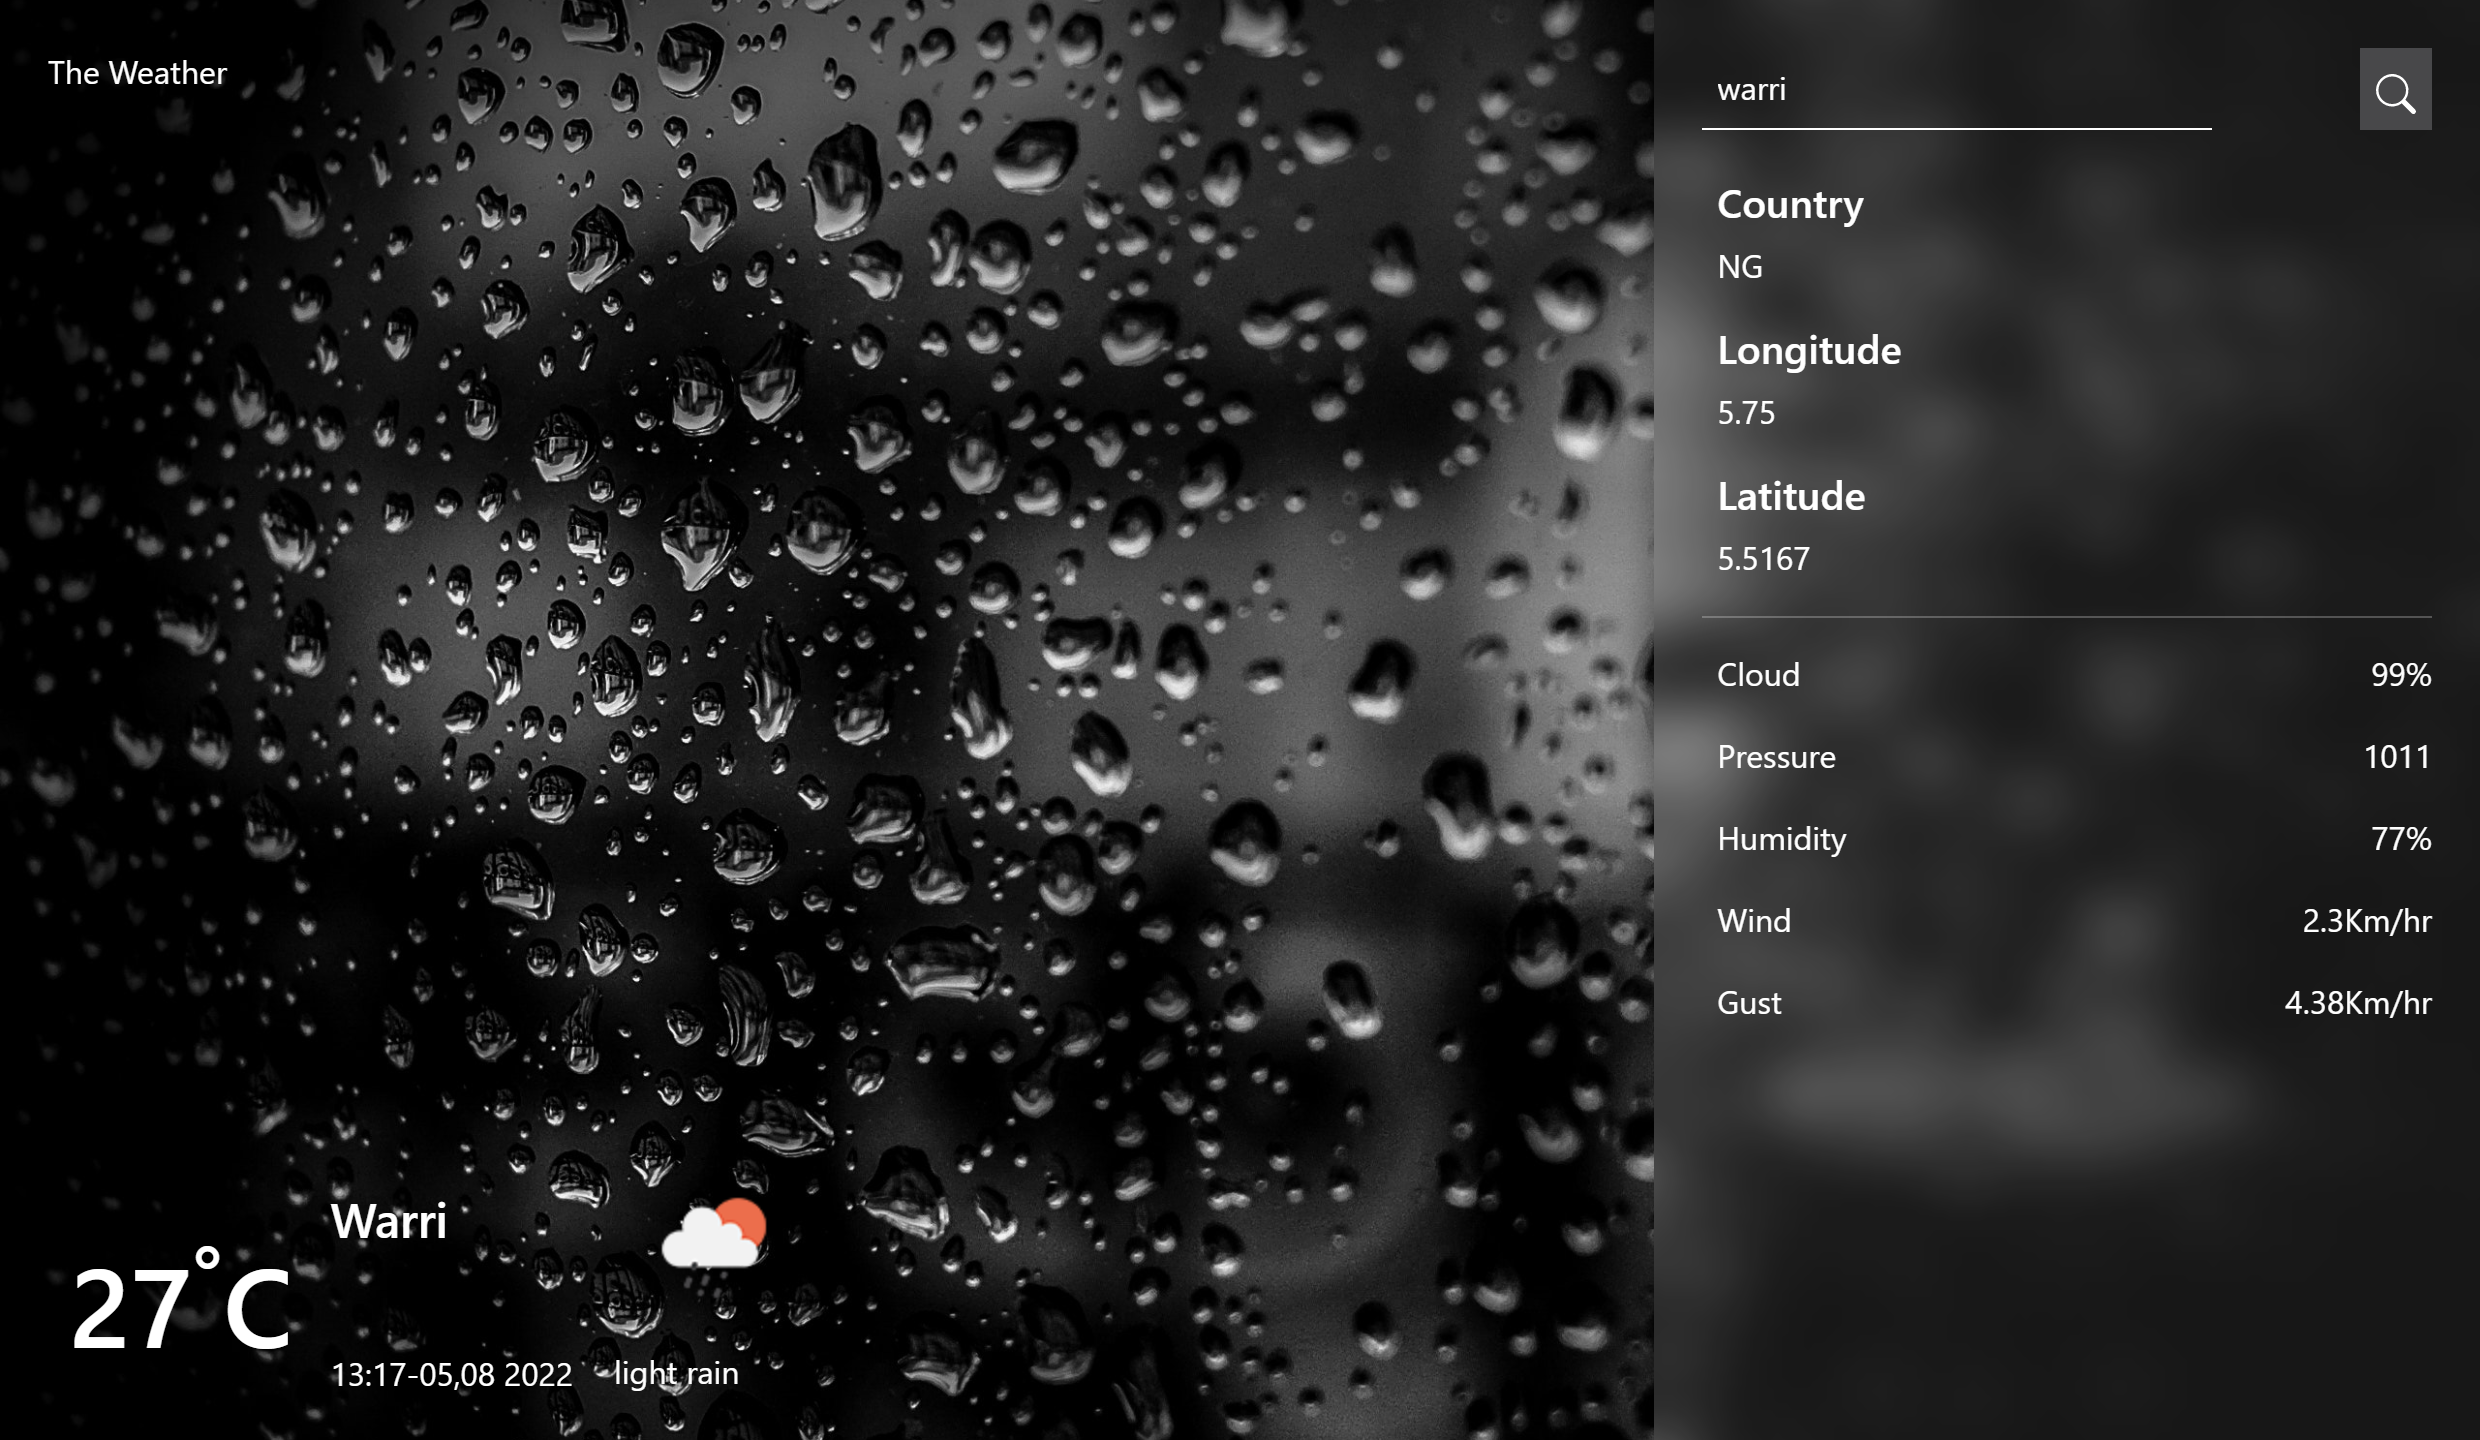 The Weather
27°C
Warri
13:17-05,08 2022
light rain
warri
Country
NG
Longitude
5.75
Latitude
5.5167
Cloud 99%
Pressure 1011
Humidity 77%
Wind 2.3Km/hr
Gust 4.38Km/hr